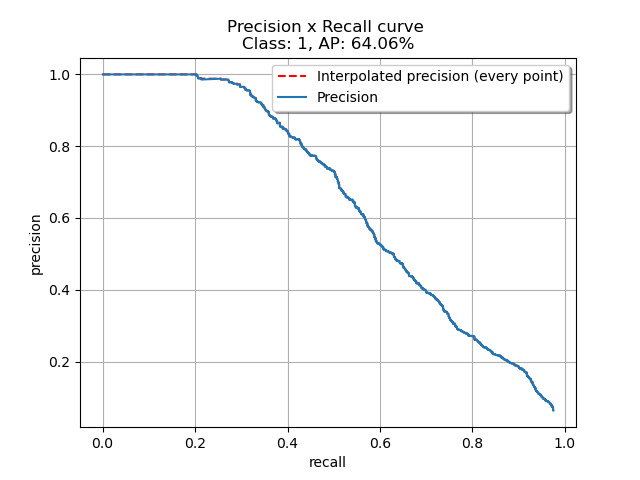 Precision x Recall curve
Class: 1, AP: 64.06%
Interpolated precision (every point)
Precision
1.0
0.8
0.6
0.4
0.2
precision
0.0 0.2 0.4 0.6 0.8 1.0
recall